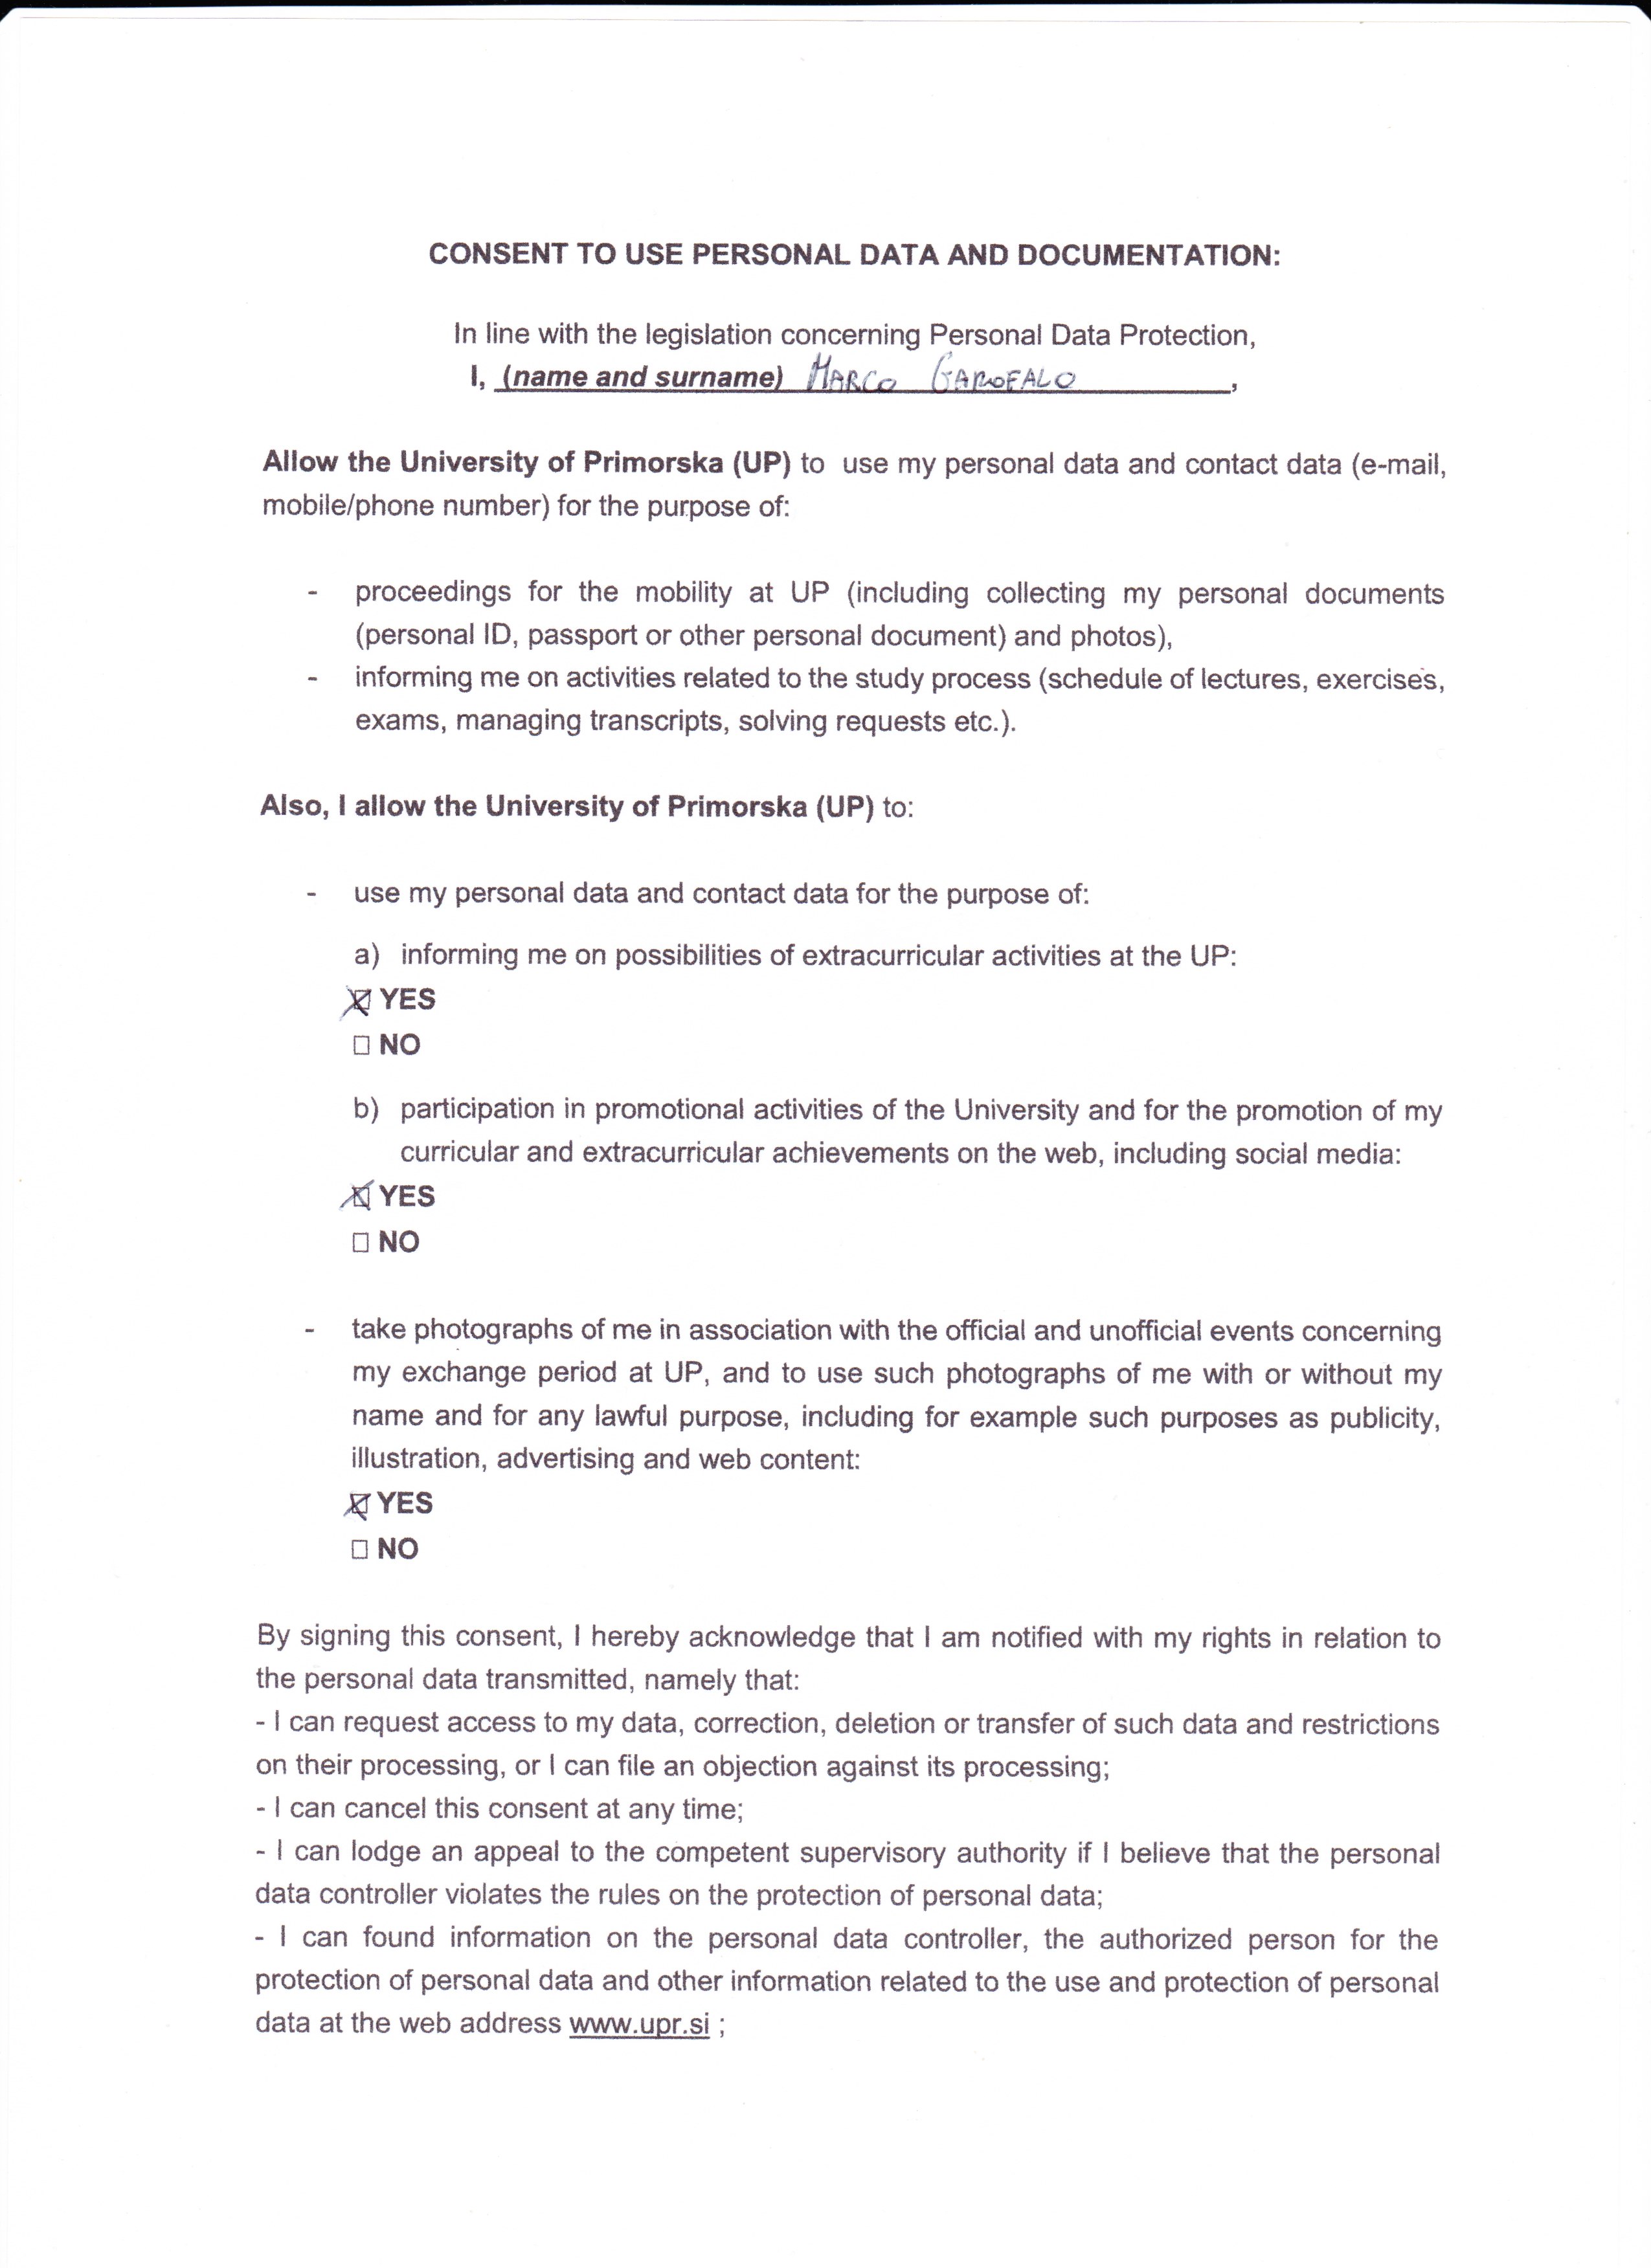 CONSENT TO USE PERSONAL DATA AND DOCUMENTATION:
In line with the legislation concerning Personal Data Protection,
I, (name and surname) MARCO GAROFALO,
Allow the University of Primorska (UP) to use my personal data and contact data (e-mail,
mobile/phone number) for the purpose of:
- proceedings for the mobility at UP (including collecting my personal documents
(personal ID, passport or other personal document) and photos),
- informing me on activities related to the study process (schedule of lectures, exercises,
exams, managing transcripts, solving requests etc.).
Also, I allow the University of Primorska (UP) to:
- use my personal data and contact data for the purpose of:
a) informing me on possibilities of extracurricular activities at the UP:
☒ YES
☐ NO
b) participation in promotional activities of the University and for the promotion of my
curricular and extracurricular achievements on the web, including social media:
☒ YES
☐ NO
- take photographs of me in association with the official and unofficial events concerning
my exchange period at UP, and to use such photographs of me with or without my
name and for any lawful purpose, including for example such purposes as publicity,
illustration, advertising and web content:
☒ YES
☐ NO
By signing this consent, I hereby acknowledge that I am notified with my rights in relation to
the personal data transmitted, namely that:
- I can request access to my data, correction, deletion or transfer of such data and restrictions
on their processing, or I can file an objection against its processing;
- I can cancel this consent at any time;
- I can lodge an appeal to the competent supervisory authority if I believe that the personal
data controller violates the rules on the protection of personal data;
- I can found information on the personal data controller, the authorized person for the
protection of personal data and other information related to the use and protection of personal
data at the web address www.upr.si ;